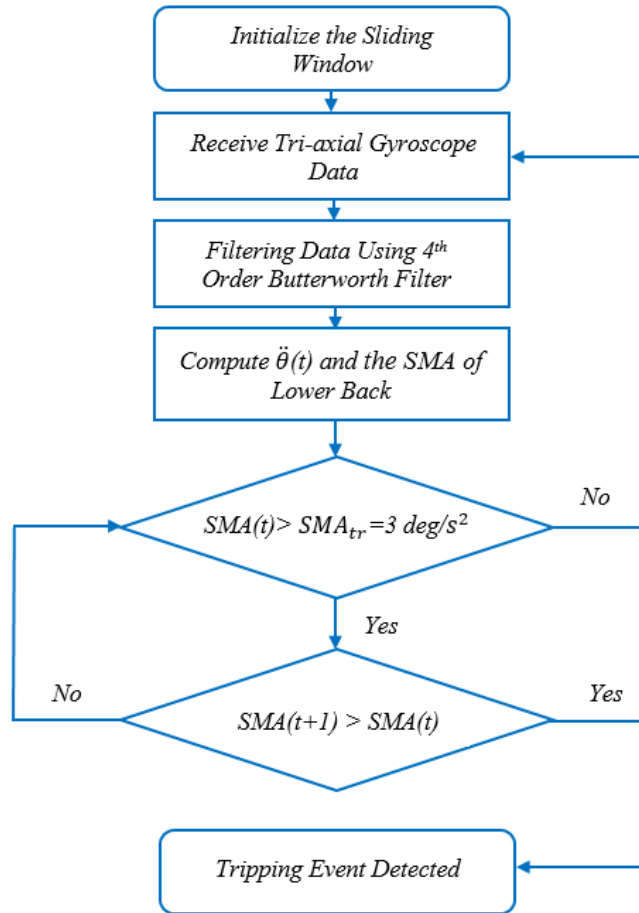 Initialize the Sliding
Window
Receive Tri-axial Gyroscope
Data
Filtering Data Using 4ᵗʰ
Order Butterworth Filter
Compute θ̈(t) and the SMA of
Lower Back
SMA(t)> SMA_tr=3 deg/s²
No
Yes
No
SMA(t+1) > SMA(t)
Yes
Tripping Event Detected